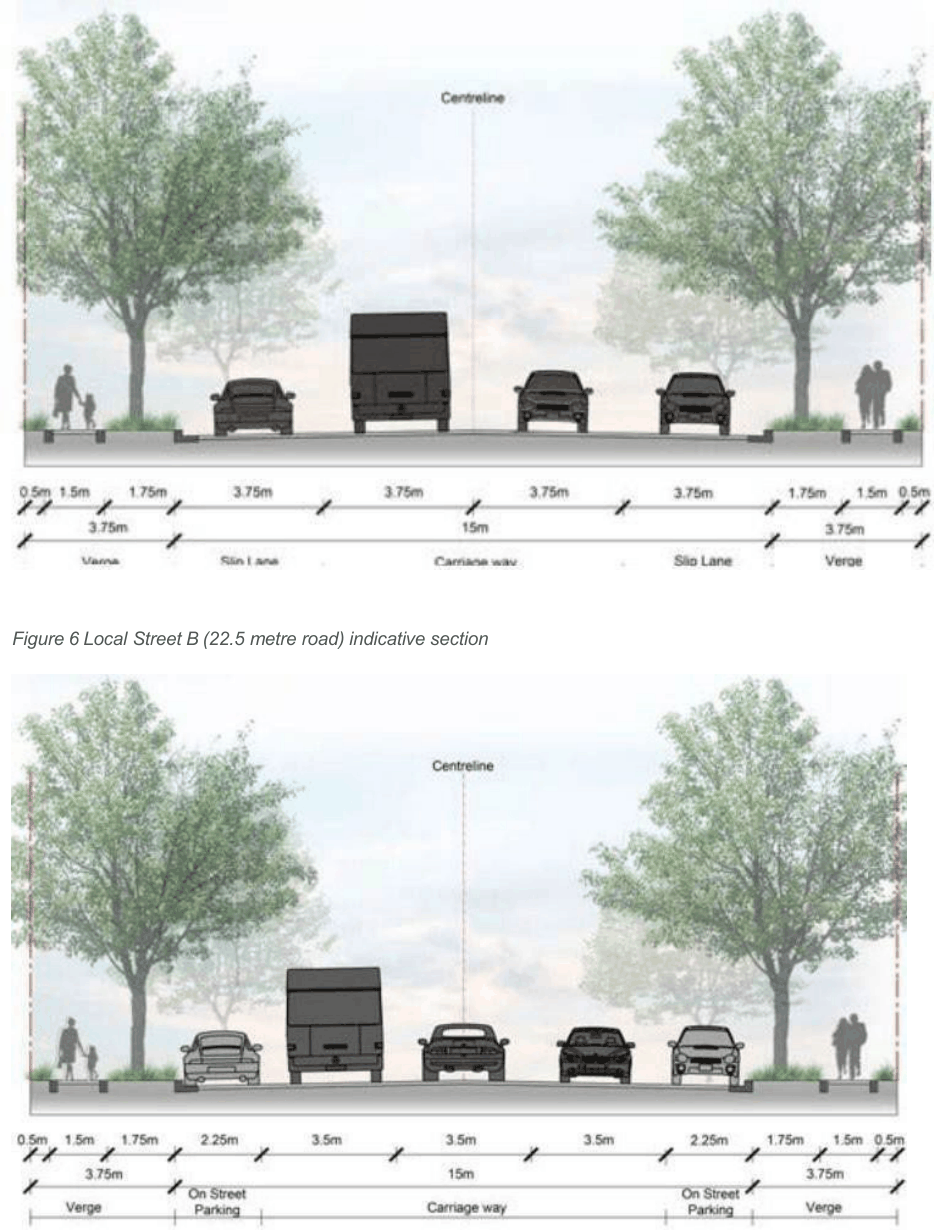 Centreline
0.5m 1.5m 1.75m 3.75m 3.75m 3.75m 3.75m 1.75m 1.5m 0.5m
3.75m 15m 3.75m
Verge Slip Lane Carriage way Slip Lane Verge
Figure 6 Local Street B (22.5 metre road) indicative section
Centreline
0.5m 1.5m 1.75m 2.25m 3.5m 3.5m 3.5m 2.25m 1.75m 1.5m 0.5m
3.75m 15m 3.75m
Verge On Street Parking Carriage way On Street Parking Verge